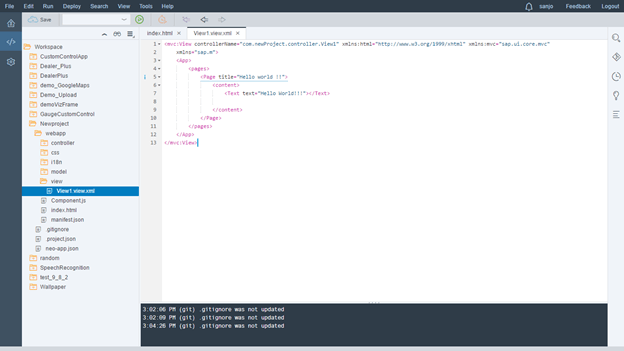 File Edit Run Deploy Search View Tools Help sanjo Feedback Logout
Save
index.html × View1.view.xml ×
Workspace
CustomControlApp
Dealer_Plus
DealerPlus
demo_GoogleMaps
Demo_Upload
demoVizFrame
GaugeCustomControl
Newproject
webapp
controller
css
i18n
model
view
View1.view.xml
Component.js
index.html
manifest.json
.gitignore
.project.json
neo-app.json
random
SpeechRecognition
test_9_8_2
Wallpaper
1 <mvc:View controllerName="com.newProject.controller.View1" xmlns:html="http://www.w3.org/1999/xhtml" xmlns:mvc="sap.ui.core.mvc"
2 xmlns="sap.m">
3 <App>
4 <pages>
5 <Page title="Hello world !!">
6 <content>
7 <Text text="Hello World!!!"></Text>
8
9 </content>
10 </Page>
11 </pages>
12 </App>
13 </mvc:View>
3:02:06 PM (git) .gitignore was not updated
3:02:09 PM (git) .gitignore was not updated
3:04:26 PM (git) .gitignore was not updated